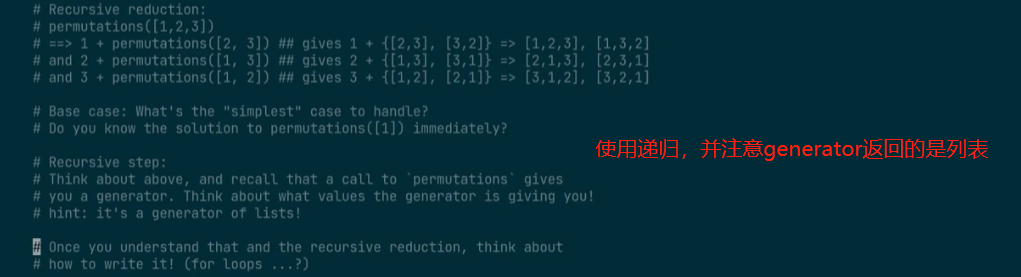 # Recursive reduction:
# permutations([1,2,3])
# ==> 1 + permutations([2, 3]) ## gives 1 + {[2,3], [3,2]} => [1,2,3], [1,3,2]
# and 2 + permutations([1, 3]) ## gives 2 + {[1,3], [3,1]} => [2,1,3], [2,3,1]
# and 3 + permutations([1, 2]) ## gives 3 + {[1,2], [2,1]} => [3,1,2], [3,2,1]
# Base case: What's the "simplest" case to handle?
# Do you know the solution to permutations([1]) immediately?
使用递归，并注意generator返回的是列表
# Recursive step:
# Think about above, and recall that a call to `permutations` gives
# you a generator. Think about what values the generator is giving you!
# hint: it's a generator of lists!
# Once you understand that and the recursive reduction, think about
# how to write it! (for loops ...?)